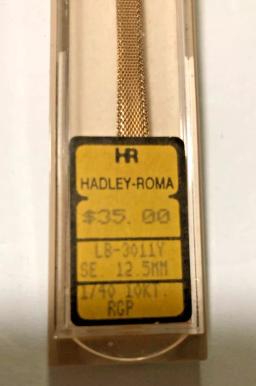 HR
HADLEY-ROMA
$35.00
LB-3011Y
SE. 12.5MM
1/40 10KT.
RGP